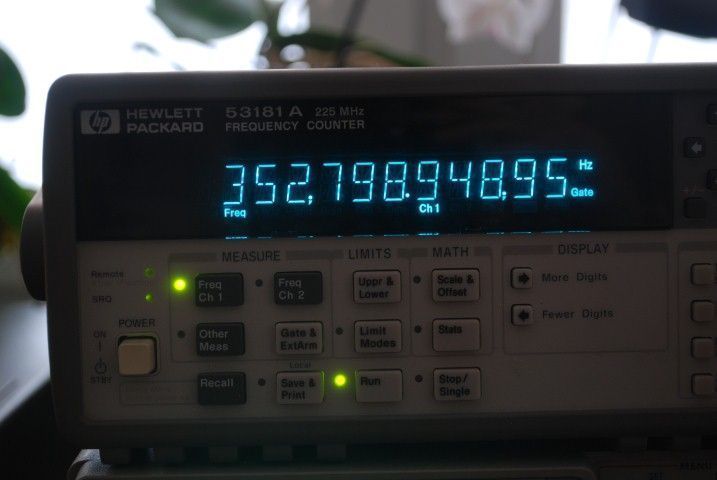 hp HEWLETT PACKARD 53181A 225 MHz
FREQUENCY COUNTER
352,798.948,95 Hz
Freq Ch 1 Gate
MEASURE LIMITS MATH DISPLAY
Remote
SRQ
Freq Ch 1
Freq Ch 2
Uppr & Lower
Scale & Offset
More Digits
Fewer Digits
POWER
ON
STBY
Other Meas
Gate & ExtArm
Limit Modes
Stats
Local
Recall
Save & Print
Run
Stop/ Single
+/-
MENU